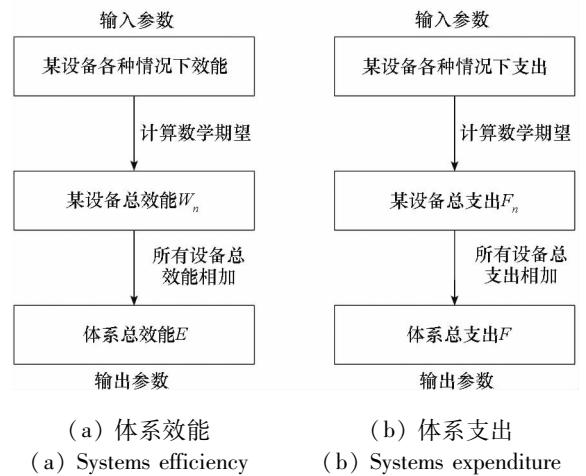 输入参数
某设备各种情况下效能
计算数学期望
某设备总效能Wₙ
所有设备总
效能相加
体系总效能E
输出参数
(a) 体系效能
(a) Systems efficiency
输入参数
某设备各种情况下支出
计算数学期望
某设备总支出Fₙ
所有设备总
支出相加
体系总支出F
输出参数
(b) 体系支出
(b) Systems expenditure